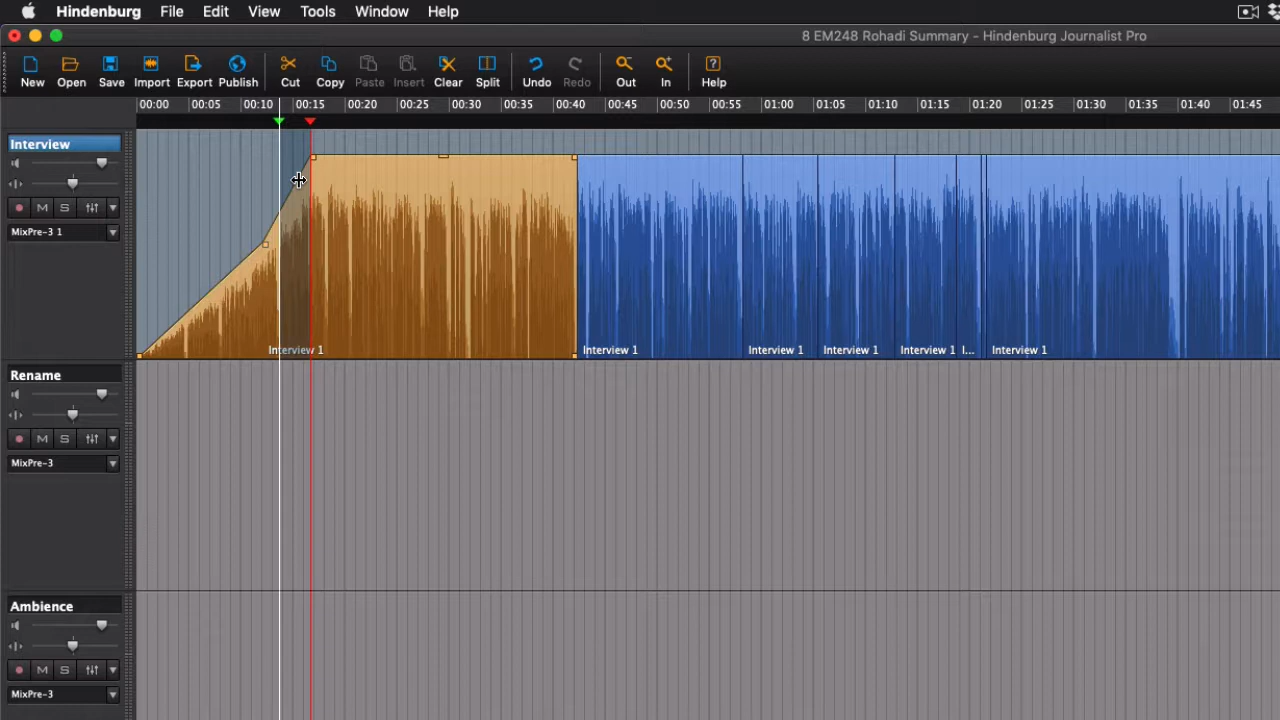 Hindenburg File Edit View Tools Window Help
8 EM248 Rohadi Summary - Hindenburg Journalist Pro
New Open Save Import Export Publish Cut Copy Paste Insert Clear Split Undo Redo Out In Help
00:00 00:05 00:10 00:15 00:20 00:25 00:30 00:35 00:40 00:45 00:50 00:55 01:00 01:05 01:10 01:15 01:20 01:25 01:30 01:35 01:40 01:45
Interview
M S
MixPre-3 1
Interview 1 Interview 1 Interview 1 Interview 1 Interview 1 I... Interview 1
Rename
M S
MixPre-3
Ambience
M S
MixPre-3